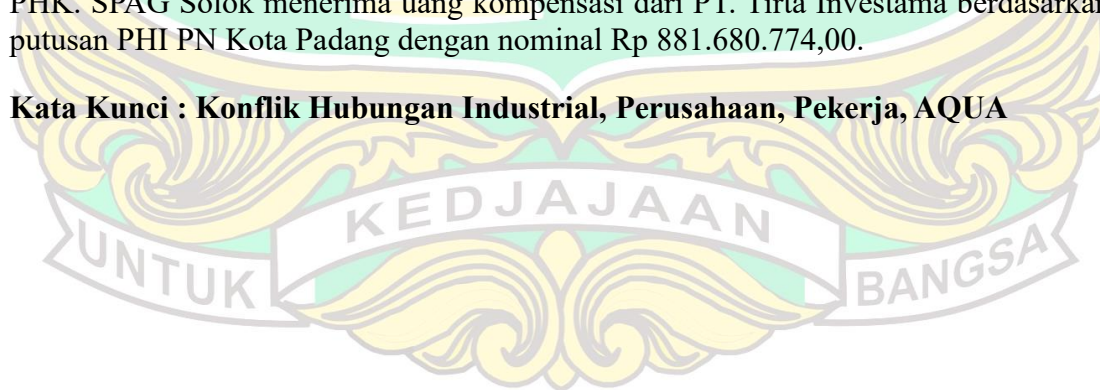 PHK. SPAG Solok menerima uang kompensasi dari PT. Tirta Investama berdasarkan
putusan PHI PN Kota Padang dengan nominal Rp 881.680.774,00.
Kata Kunci : Konflik Hubungan Industrial, Perusahaan, Pekerja, AQUA
UNTUK KEDJAJAAN BANGSA